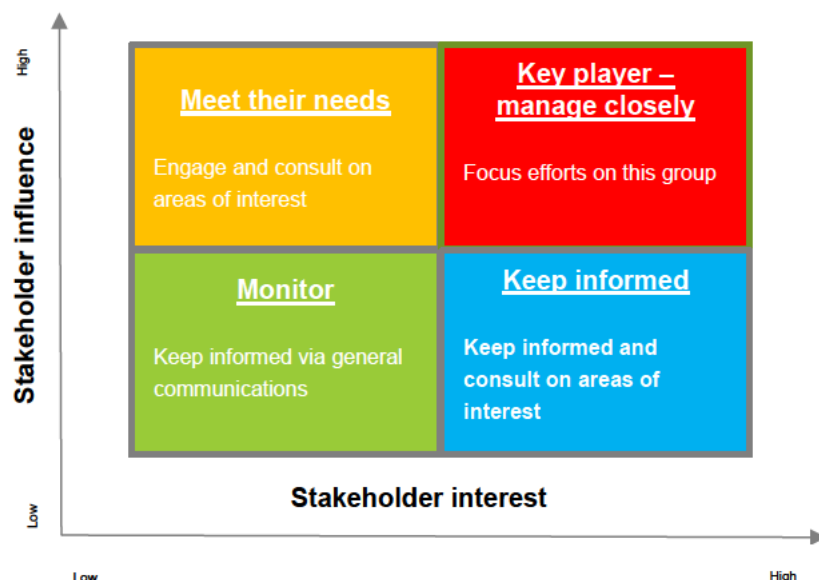 High
Stakeholder influence
Low
Meet their needs
Engage and consult on
areas of interest
Key player –
manage closely
Focus efforts on this group
Monitor
Keep informed via general
communications
Keep informed
Keep informed and
consult on areas of
interest
Stakeholder interest
Low
High